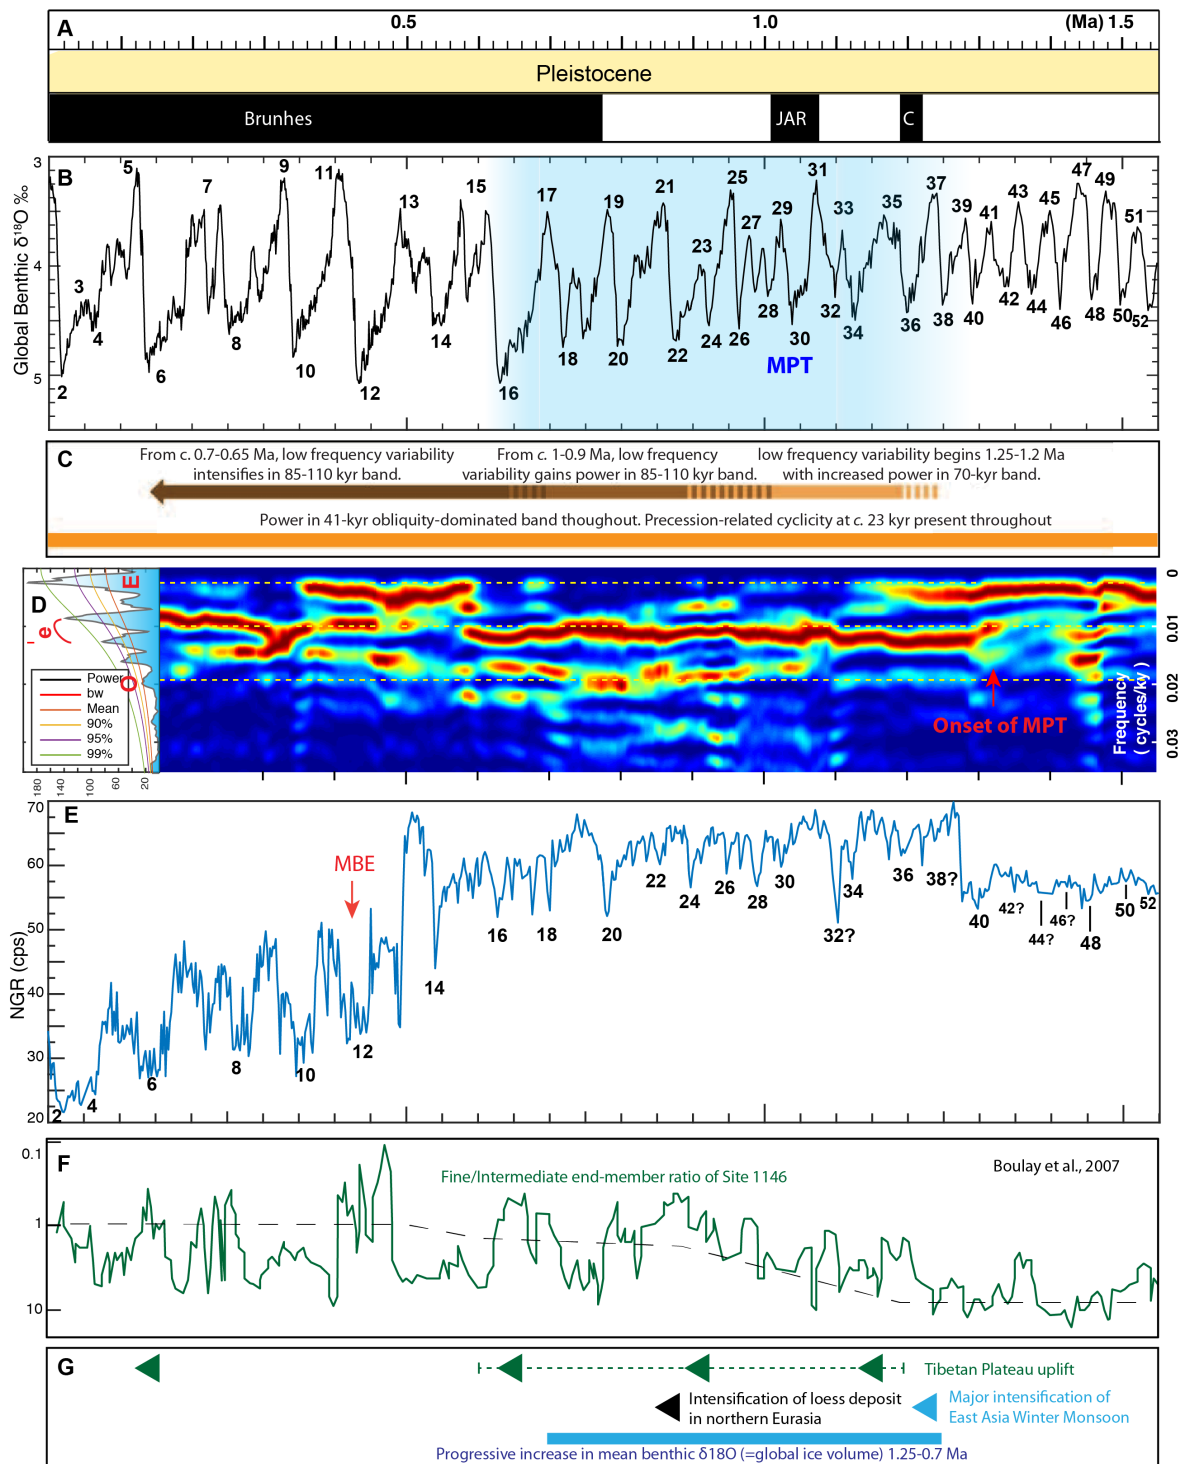 A
0.5
1.0
(Ma) 1.5
Pleistocene
Brunhes
JAR
C
B
Global Benthic δ¹⁸O ‰
3
4
5
5
9
11
7
13
15
17
19
21
25
31
37
47
49
3
4
2
6
8
10
12
14
16
18
20
22
23
24
26
27
28
29
30
32
33
34
35
36
38
39
40
41
42
43
44
45
46
48
50
51
52
MPT
C
From c. 0.7-0.65 Ma, low frequency variability
intensifies in 85-110 kyr band.
From c. 1-0.9 Ma, low frequency
variability gains power in 85-110 kyr band.
low frequency variability begins 1.25-1.2 Ma
with increased power in 70-kyr band.
Power in 41-kyr obliquity-dominated band thoughout. Precession-related cyclicity at c. 23 kyr present throughout
D
E
'e
O
Power
bw
Mean
90%
95%
99%
180
140
100
60
20
Onset of MPT
Frequency
( cycles/ky )
0
0.01
0.02
0.03
E
NGR (cps)
70
60
50
40
30
20
MBE
2
4
6
8
10
12
14
16
18
20
22
24
26
28
30
32?
34
36
38?
40
42?
44?
46?
48
50
52
F
0.1
1
10
Fine/Intermediate end-member ratio of Site 1146
Boulay et al., 2007
G
Tibetan Plateau uplift
Intensification of loess deposit
in northern Eurasia
Major intensification of
East Asia Winter Monsoon
Progressive increase in mean benthic δ18O (=global ice volume) 1.25-0.7 Ma